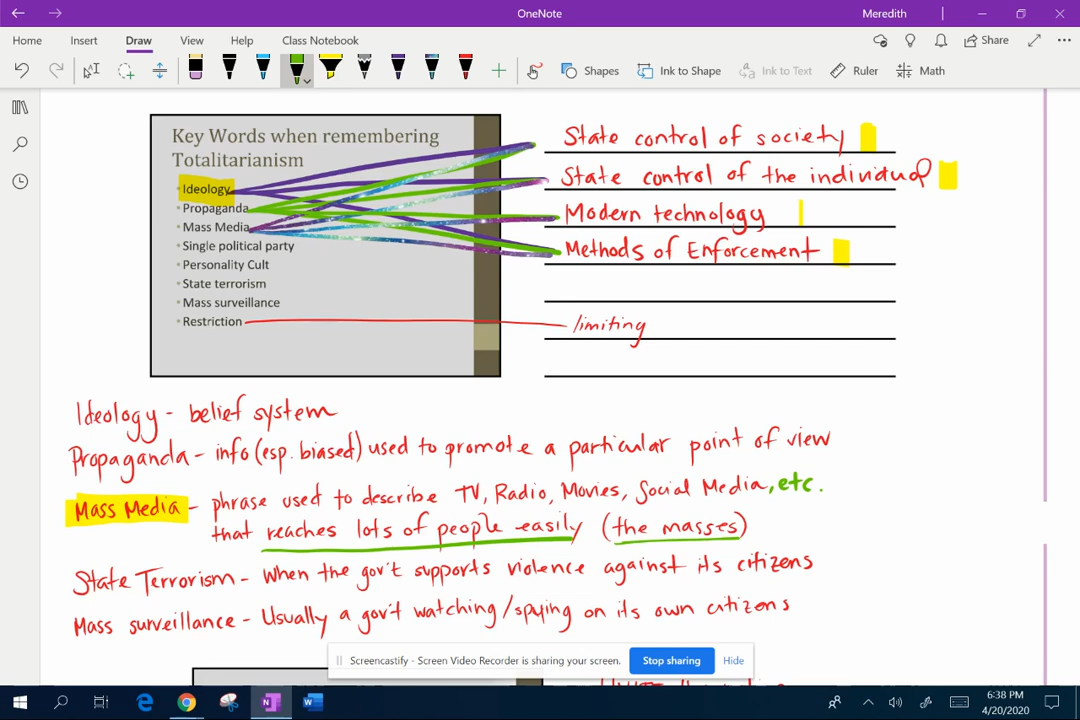 OneNote
Meredith
Home Insert Draw View Help Class Notebook
Share
Shapes
Ink to Shape
Ink to Text
Ruler
Math
Key Words when remembering
Totalitarianism
• Ideology
• Propaganda
• Mass Media
• Single political party
• Personality Cult
• State terrorism
• Mass surveillance
• Restriction
State control of society
State control of the individual
Modern technology
Methods of Enforcement
limiting
Ideology - belief system
Propaganda - info (esp. biased) used to promote a particular point of view
Mass Media - phrase used to describe TV, Radio, Movies, Social Media, etc.
that reaches lots of people easily (the masses)
State Terrorism - when the gov't supports violence against its citizens
Mass surveillance - Usually a gov't watching/spying on its own citizens
Screencastify - Screen Video Recorder is sharing your screen.
Stop sharing
Hide
6:38 PM
4/20/2020